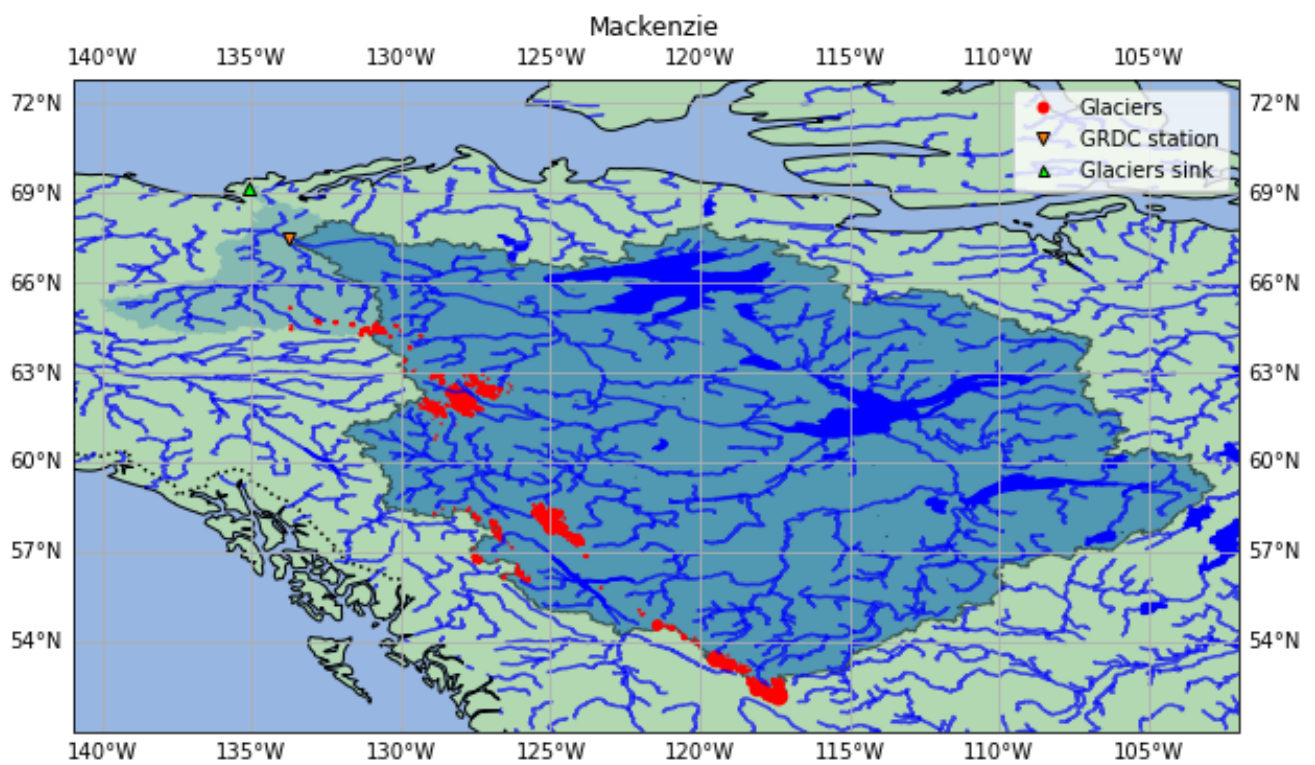 Mackenzie
140°W 135°W 130°W 125°W 120°W 115°W 110°W 105°W
72°N 72°N
Glaciers
GRDC station
Glaciers sink
69°N 69°N
66°N 66°N
63°N 63°N
60°N 60°N
57°N 57°N
54°N 54°N
140°W 135°W 130°W 125°W 120°W 115°W 110°W 105°W